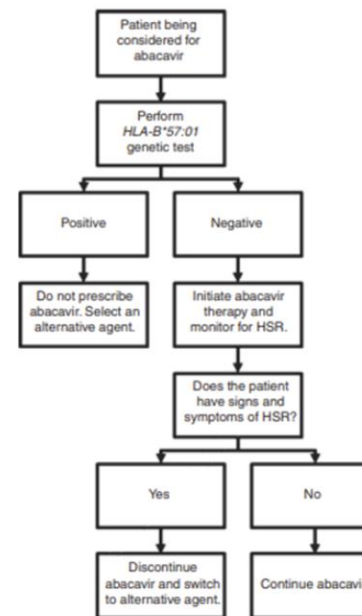 Patient being
considered for
abacavir
Perform
HLA-B*57:01
genetic test
Positive
Negative
Do not prescribe
abacavir. Select an
alternative agent.
Initiate abacavir
therapy and
monitor for HSR.
Does the patient
have signs and
symptoms of HSR?
Yes
No
Discontinue
abacavir and switch
to alternative agent.
Continue abacavi